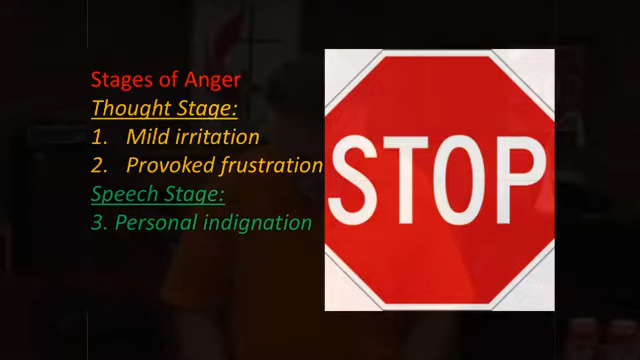 Stages of Anger
Thought Stage:
1. Mild irritation
2. Provoked frustration
Speech Stage:
3. Personal indignation
STOP